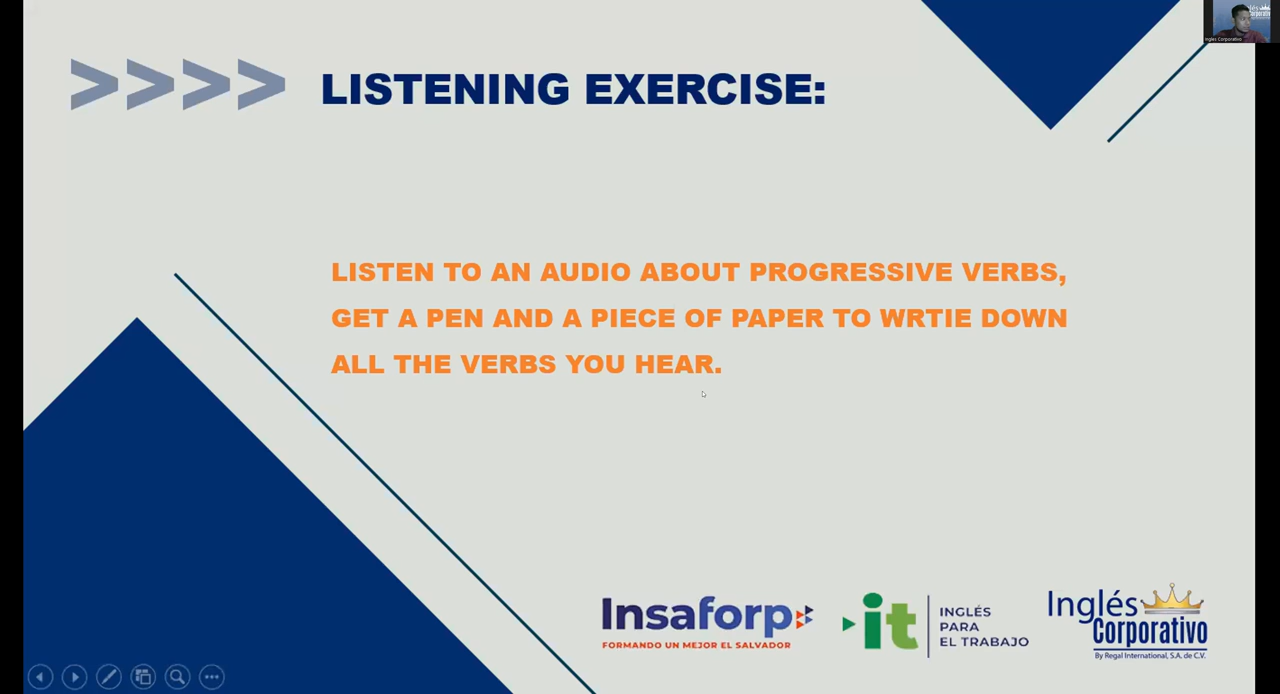 >>>> LISTENING EXERCISE:
LISTEN TO AN AUDIO ABOUT PROGRESSIVE VERBS,
GET A PEN AND A PIECE OF PAPER TO WRTIE DOWN
ALL THE VERBS YOU HEAR.
Insaforp
FORMANDO UN MEJOR EL SALVADOR
it
INGLÉS
PARA
EL TRABAJO
Inglés
Corporativo
By Regal International, S.A. de C.V.
Inglés Corporativo